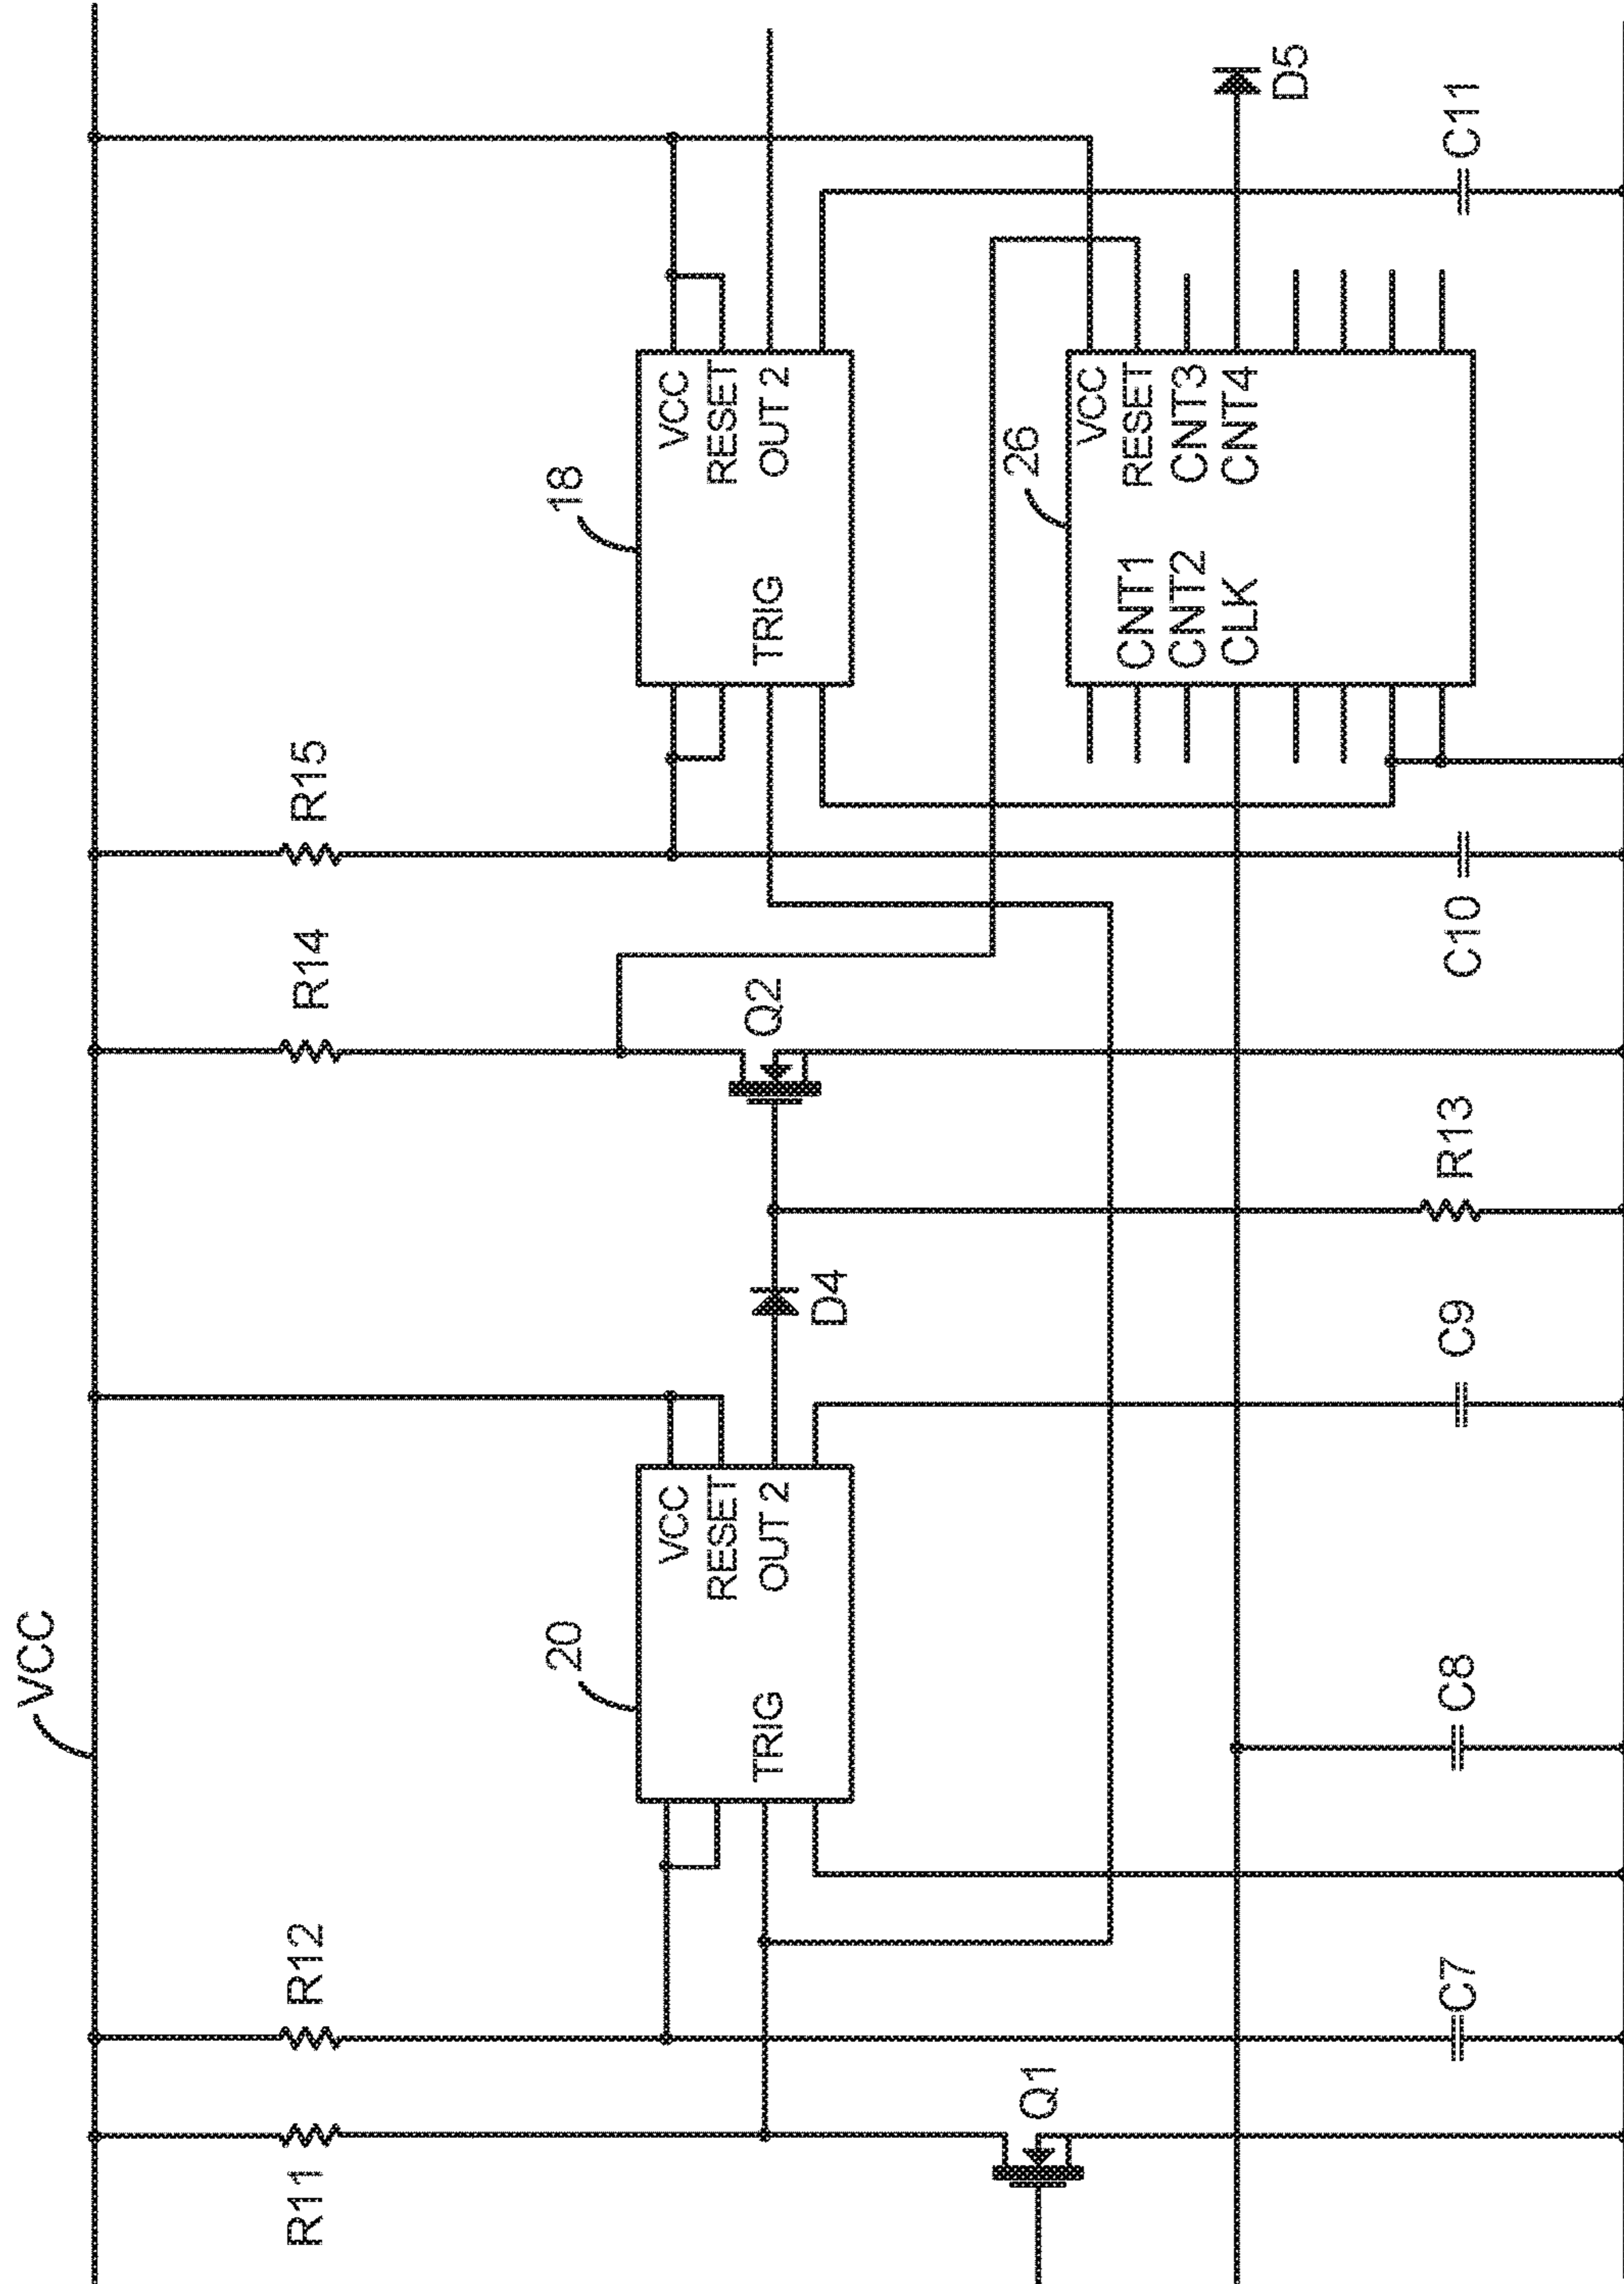 VCC
R11
R12
R14
R15
20
VCC
RESET
TRIG
OUT 2
D4
Q2
18
VCC
RESET
TRIG
OUT 2
Q1
26
VCC
CNT1
RESET
CNT2
CNT3
CLK
CNT4
D5
C7
C8
C9
R13
C10
C11